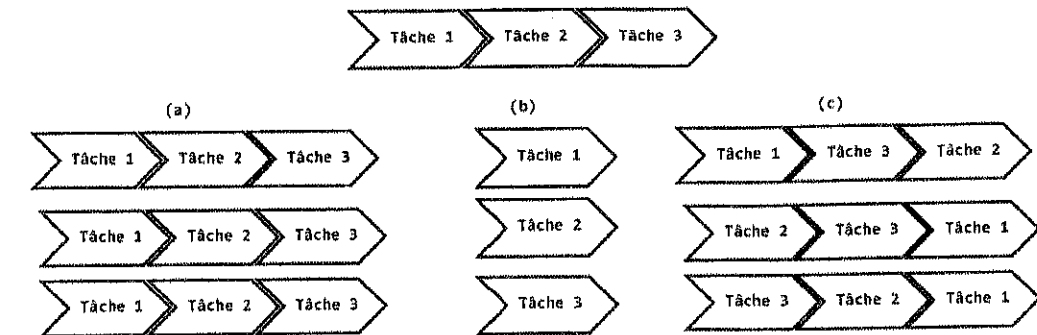 Tâche 1 Tâche 2 Tâche 3
(a) (b) (c)
Tâche 1 Tâche 2 Tâche 3 Tâche 1 Tâche 1 Tâche 3 Tâche 2
Tâche 1 Tâche 2 Tâche 3 Tâche 2 Tâche 2 Tâche 3 Tâche 1
Tâche 1 Tâche 2 Tâche 3 Tâche 3 Tâche 3 Tâche 2 Tâche 1